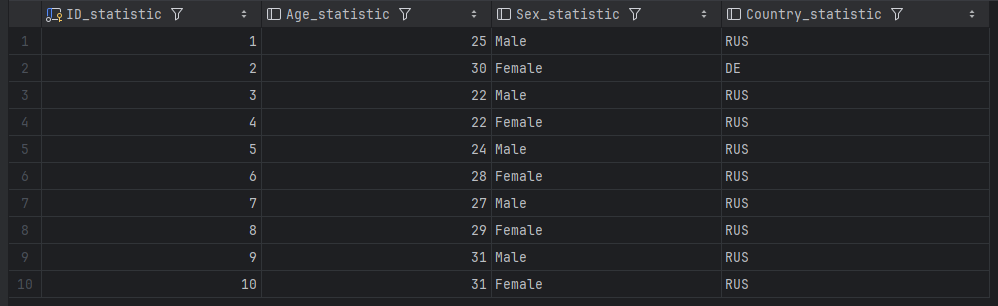 ID_statistic Age_statistic Sex_statistic Country_statistic
1 1 25 Male RUS
2 2 30 Female DE
3 3 22 Male RUS
4 4 22 Female RUS
5 5 24 Male RUS
6 6 28 Female RUS
7 7 27 Male RUS
8 8 29 Female RUS
9 9 31 Male RUS
10 10 31 Female RUS